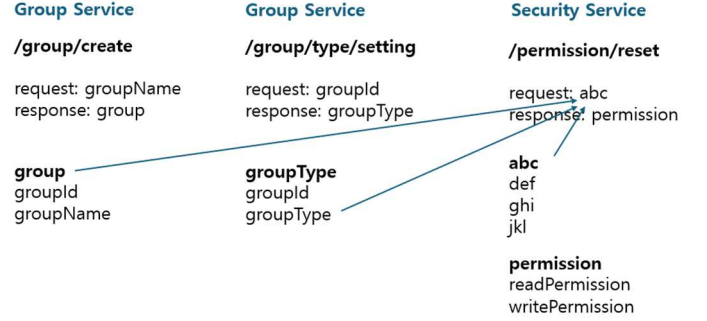 Group Service
/group/create
request: groupName
response: group
group
groupId
groupName
Group Service
/group/type/setting
request: groupId
response: groupType
groupType
groupId
groupType
Security Service
/permission/reset
request: abc
response: permission
abc
def
ghi
jkl
permission
readPermission
writePermission